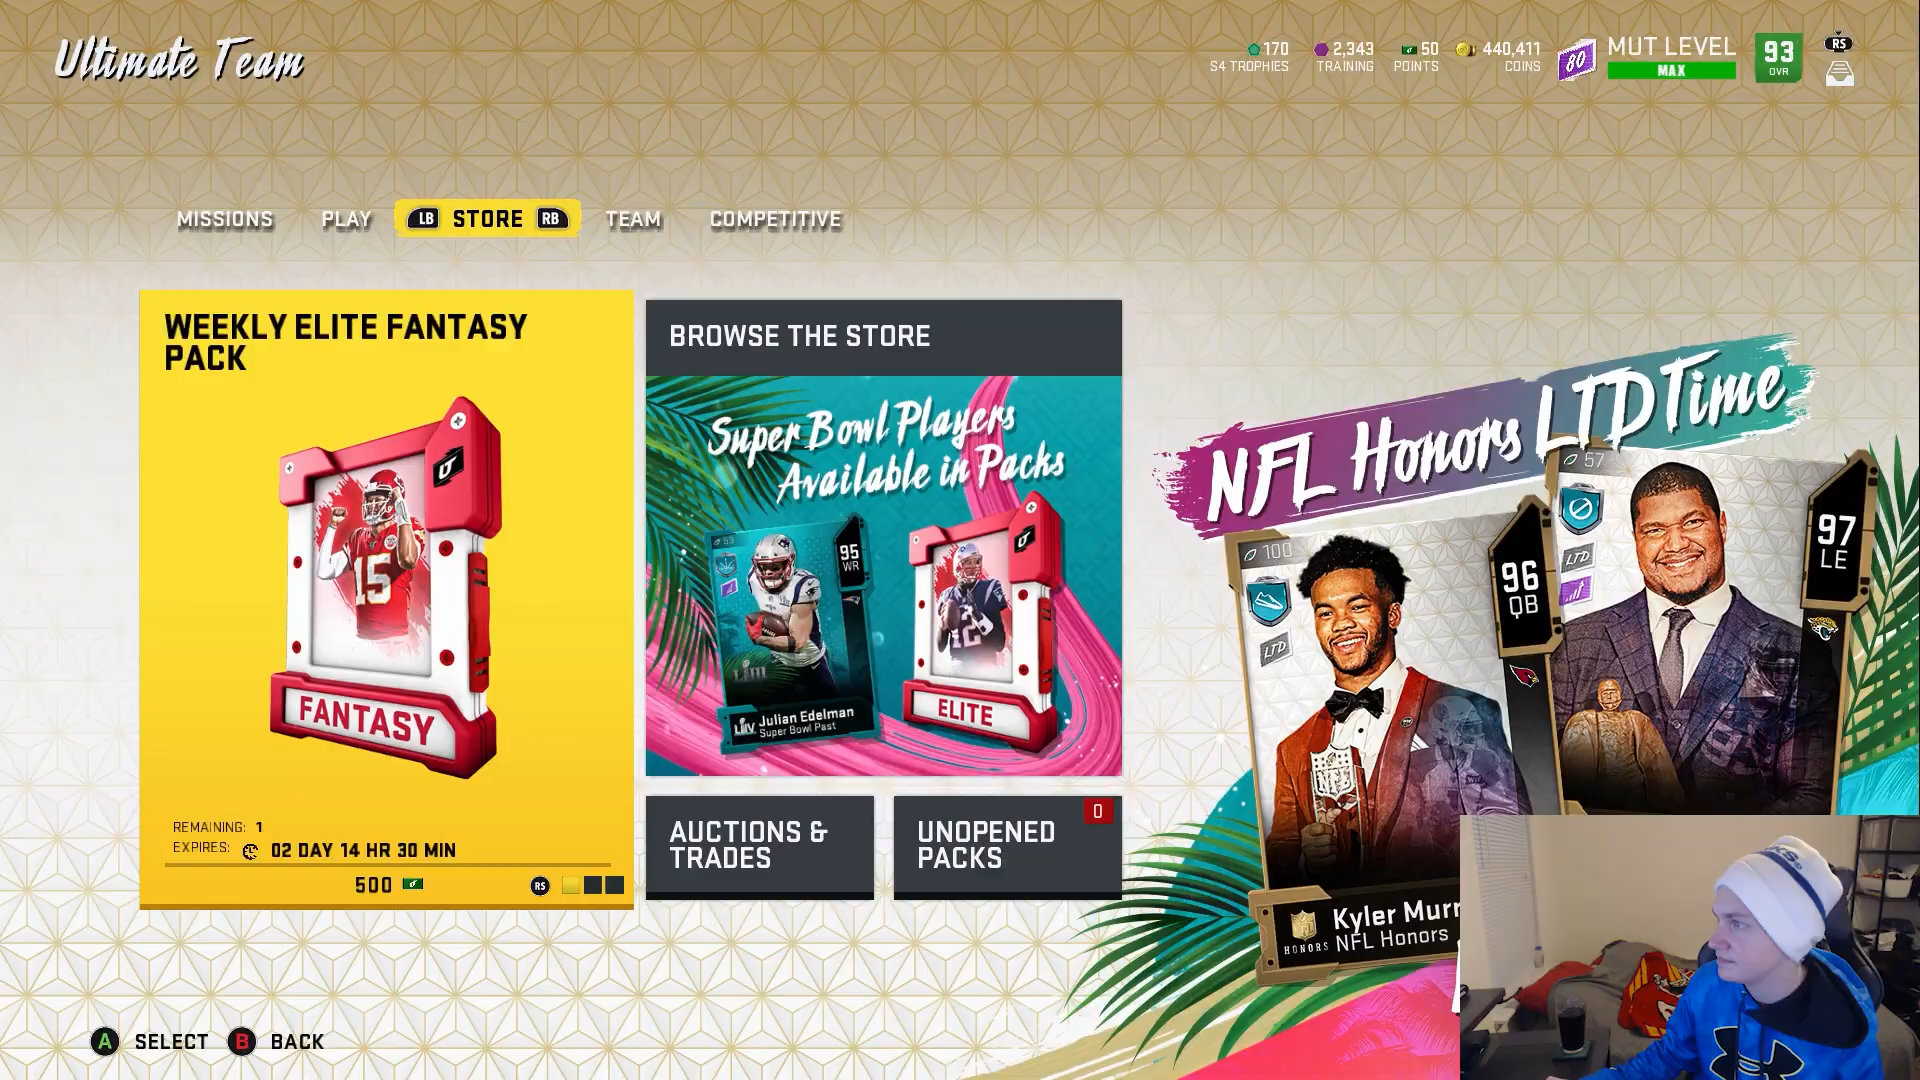 Ultimate Team
170
S4 TROPHIES
2,343
TRAINING
50
POINTS
440,411
COINS
80
MUT LEVEL
MAX
93
OVR
RS
MISSIONS
PLAY
LB STORE RB
TEAM
COMPETITIVE
WEEKLY ELITE FANTASY
PACK
15
FANTASY
REMAINING: 1
EXPIRES: 02 DAY 14 HR 30 MIN
500
RS
BROWSE THE STORE
Super Bowl Players
Available in Packs
95
WR
LIII
LIV
Julian Edelman
Super Bowl Past
12
ELITE
AUCTIONS &
TRADES
UNOPENED
PACKS
0
NFL Honors LTD Time
100
LTD
96
QB
NFL
HONORS
Kyler Murr
NFL Honors
57
LTD
97
LE
A SELECT B BACK